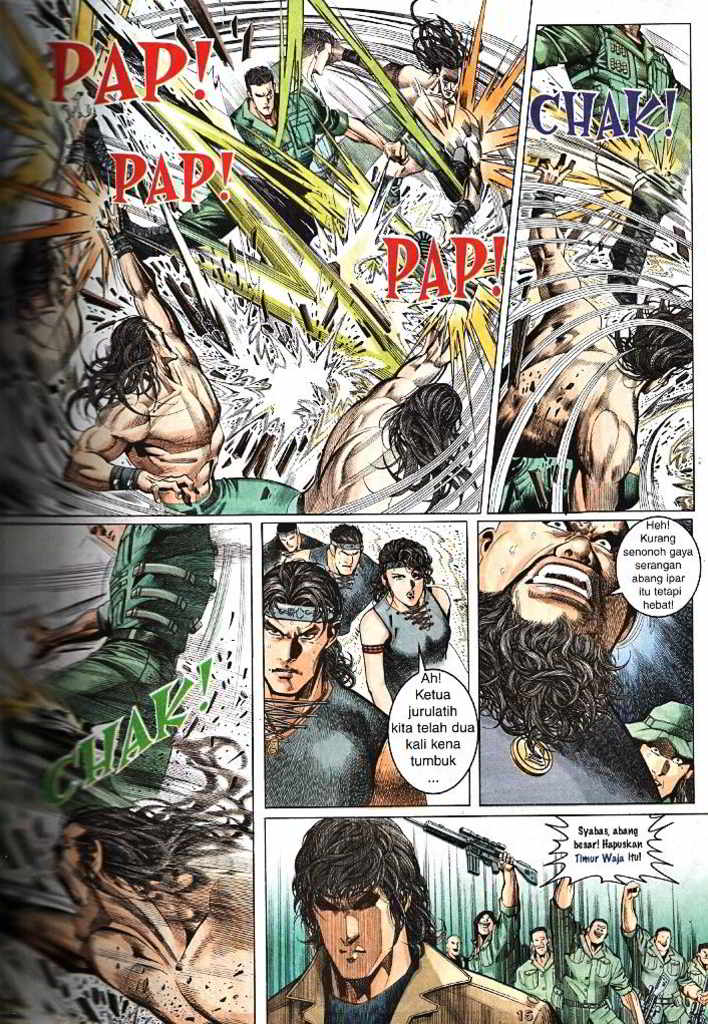 PAP!
PAP!
PAP!
CHAK!
CHAK!
Ah!
Ketua
jurulatih
kita telah dua
kali kena
tumbuk
...
Heh!
Kurang
senonoh gaya
serangan
abang ipar
itu tetapi
hebat!
Syabas, abang
besar! Hapuskan
Timur Waja itu!
15